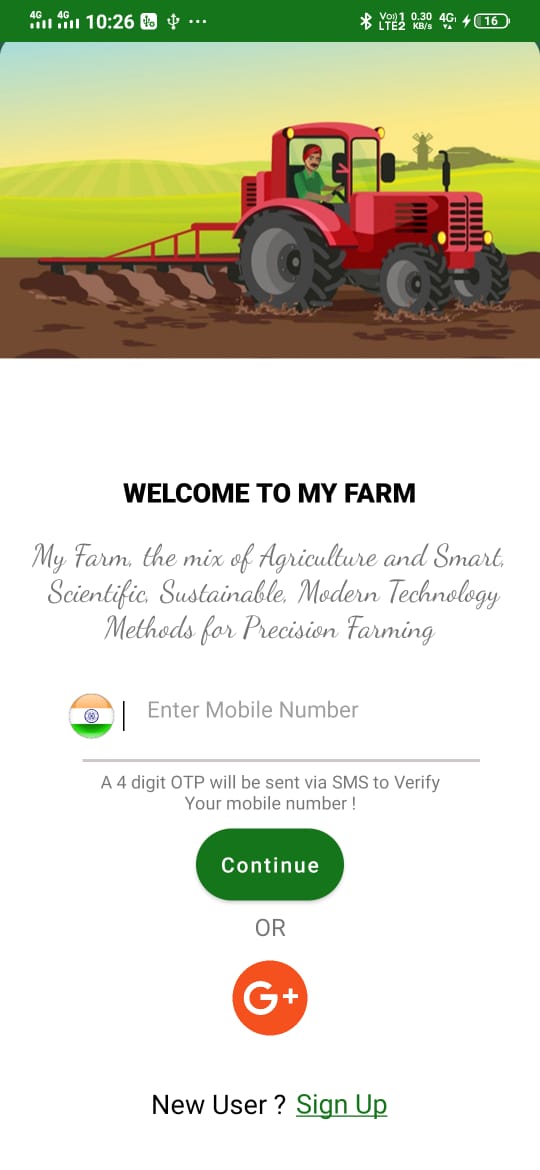 4G 4G 10:26 ... Vo)) 1 LTE2 0.30 KB/s 4G 16
WELCOME TO MY FARM
My Farm, the mix of Agriculture and Smart,
Scientific, Sustainable, Modern Technology
Methods for Precision Farming
Enter Mobile Number
A 4 digit OTP will be sent via SMS to Verify
Your mobile number !
Continue
OR
G+
New User ? Sign Up